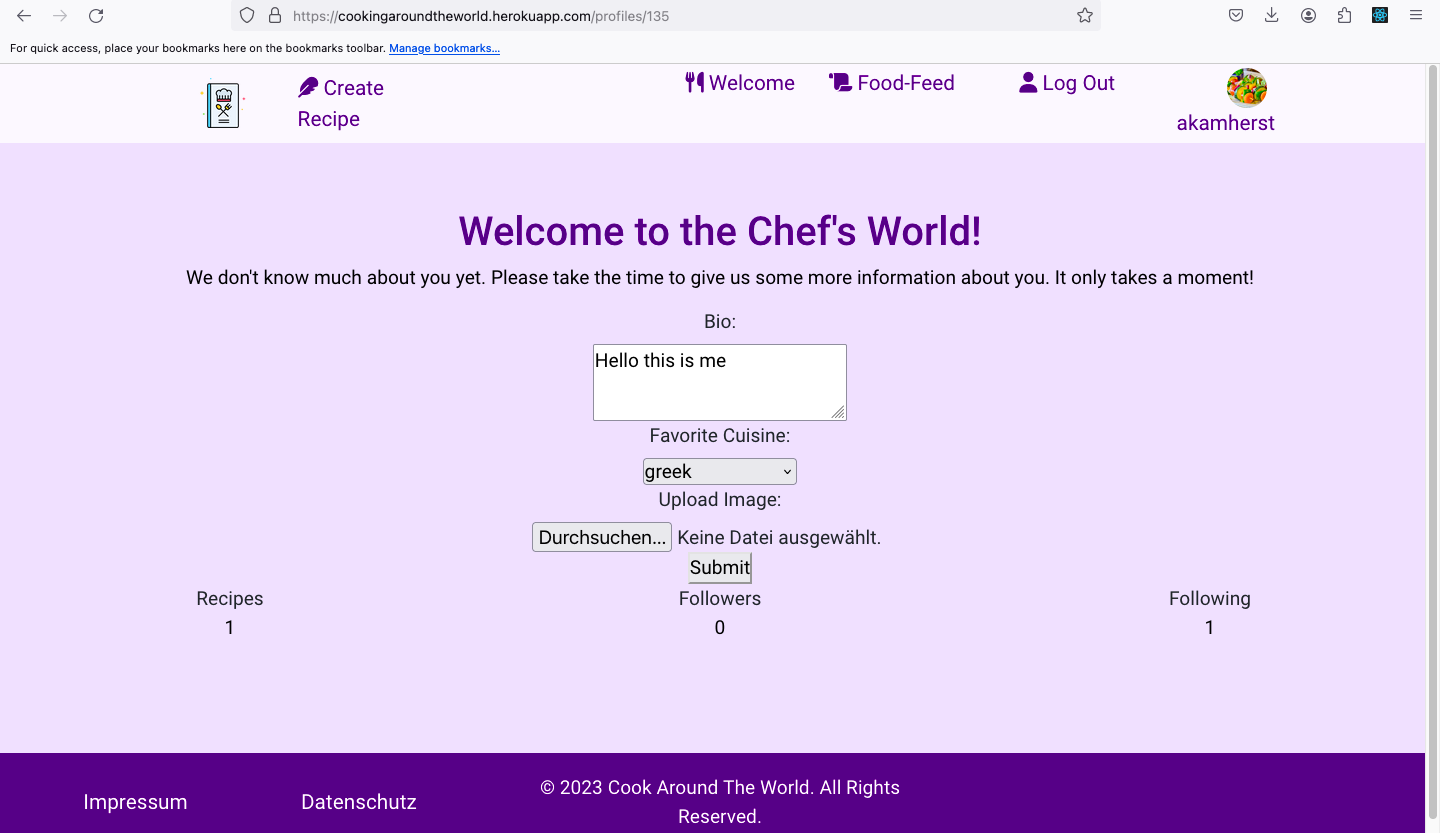 https://cookingaroundtheworld.herokuapp.com/profiles/135
For quick access, place your bookmarks here on the bookmarks toolbar. Manage bookmarks...
Create
Recipe
Welcome
Food-Feed
Log Out
akamherst
Welcome to the Chef's World!
We don't know much about you yet. Please take the time to give us some more information about you. It only takes a moment!
Bio:
Hello this is me
Favorite Cuisine:
greek
Upload Image:
Durchsuchen... Keine Datei ausgewählt.
Submit
Recipes Followers Following
1 0 1
Impressum
Datenschutz
© 2023 Cook Around The World. All Rights
Reserved.